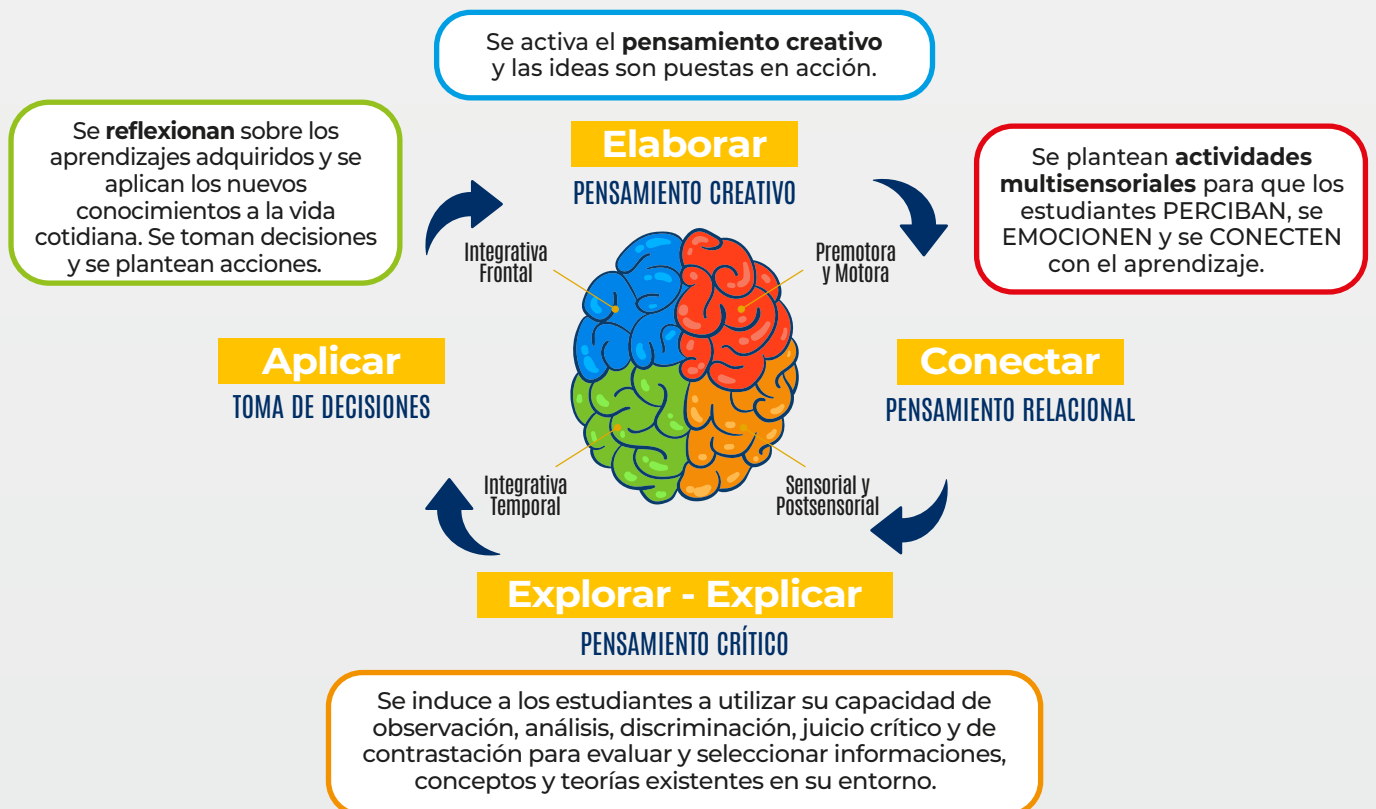 Se activa el pensamiento creativo
y las ideas son puestas en acción.
Elaborar
PENSAMIENTO CREATIVO
Se reflexionan sobre los
aprendizajes adquiridos y se
aplican los nuevos
conocimientos a la vida
cotidiana. Se toman decisiones
y se plantean acciones.
Se plantean actividades
multisensoriales para que los
estudiantes PERCIBAN, se
EMOCIONEN y se CONECTEN
con el aprendizaje.
Integrativa
Frontal
Premotora
y Motora
Aplicar
TOMA DE DECISIONES
Conectar
PENSAMIENTO RELACIONAL
Integrativa
Temporal
Sensorial y
Postsensorial
Explorar - Explicar
PENSAMIENTO CRÍTICO
Se induce a los estudiantes a utilizar su capacidad de
observación, análisis, discriminación, juicio crítico y de
contrastación para evaluar y seleccionar informaciones,
conceptos y teorías existentes en su entorno.